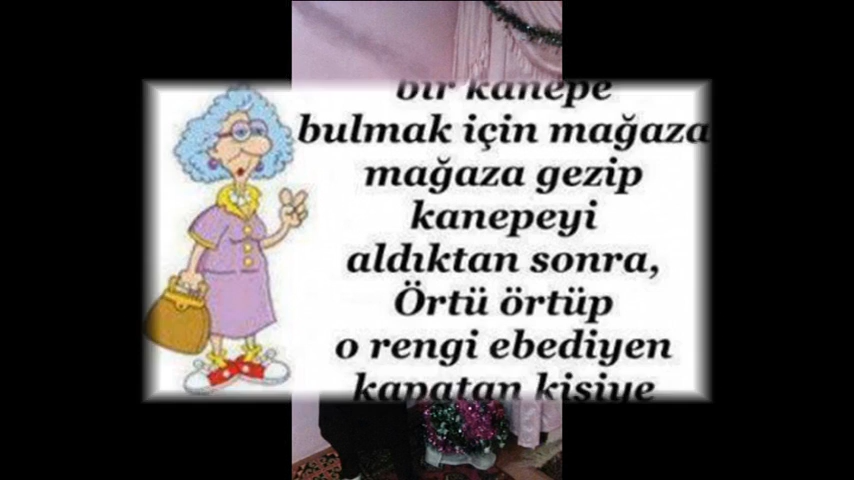 bir kanepe
bulmak için mağaza
mağaza gezip
kanepeyi
aldıktan sonra,
Örtü örtüp
o rengi ebediyen
kapatan kişiye